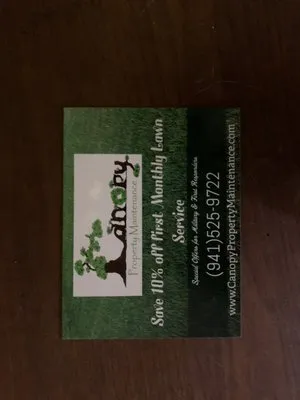 Canopy
Property Maintenance
Save 10% off first Monthly Lawn
Service
Special Offers for Military & First Responders
(941)525-9722
www.CanopyPropertyMaintenance.com